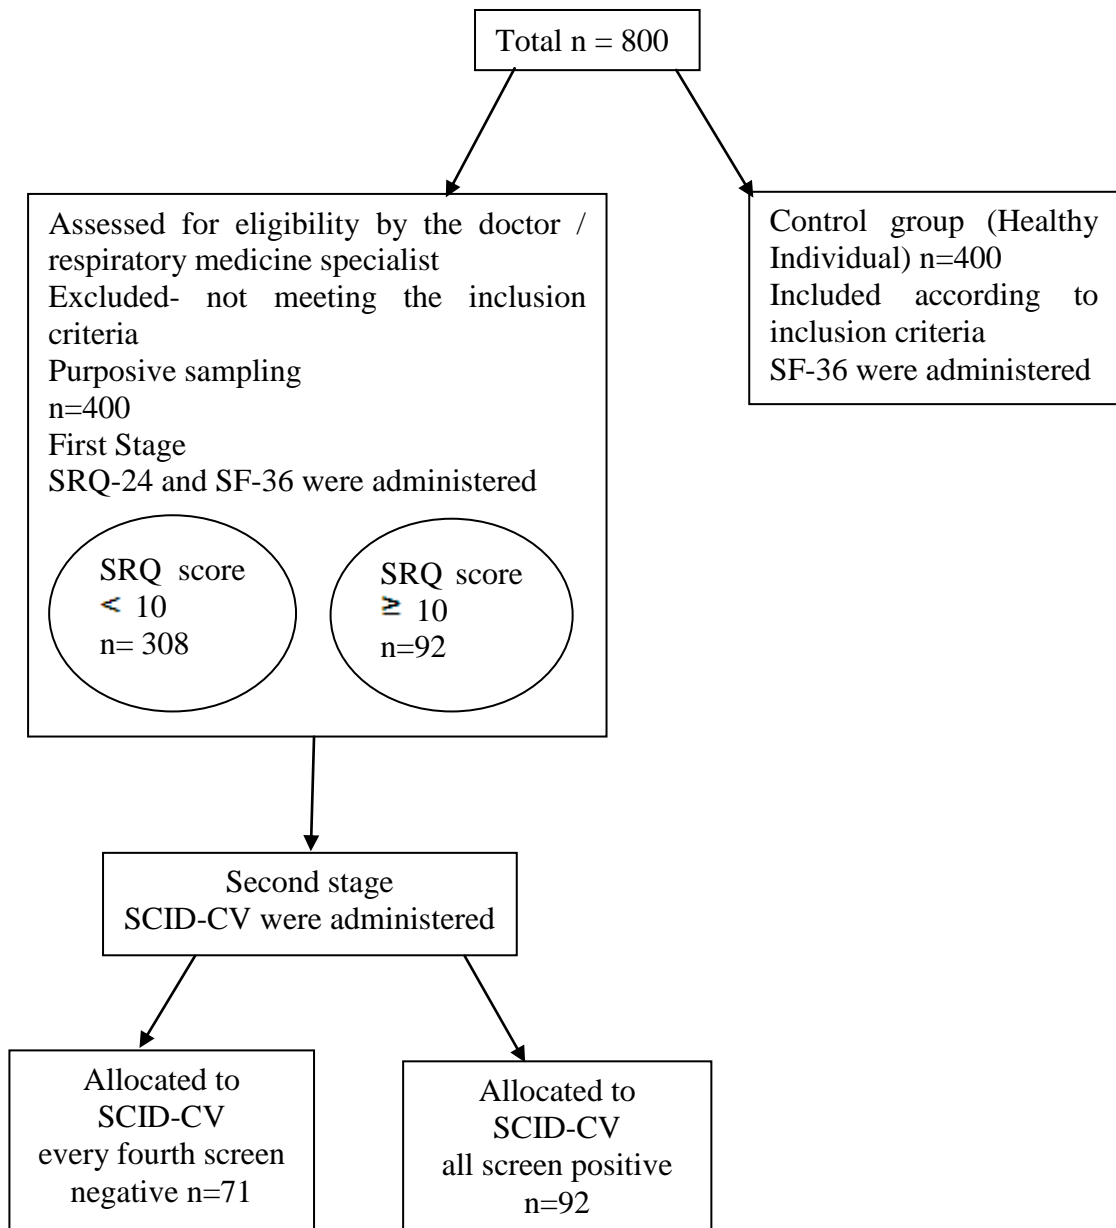 Total n = 800
Assessed for eligibility by the doctor /
respiratory medicine specialist
Excluded- not meeting the inclusion
criteria
Purposive sampling
n=400
First Stage
SRQ-24 and SF-36 were administered
SRQ score
< 10
n= 308
SRQ score
≥ 10
n=92
Control group (Healthy
Individual) n=400
Included according to
inclusion criteria
SF-36 were administered
Second stage
SCID-CV were administered
Allocated to
SCID-CV
every fourth screen
negative n=71
Allocated to
SCID-CV
all screen positive
n=92